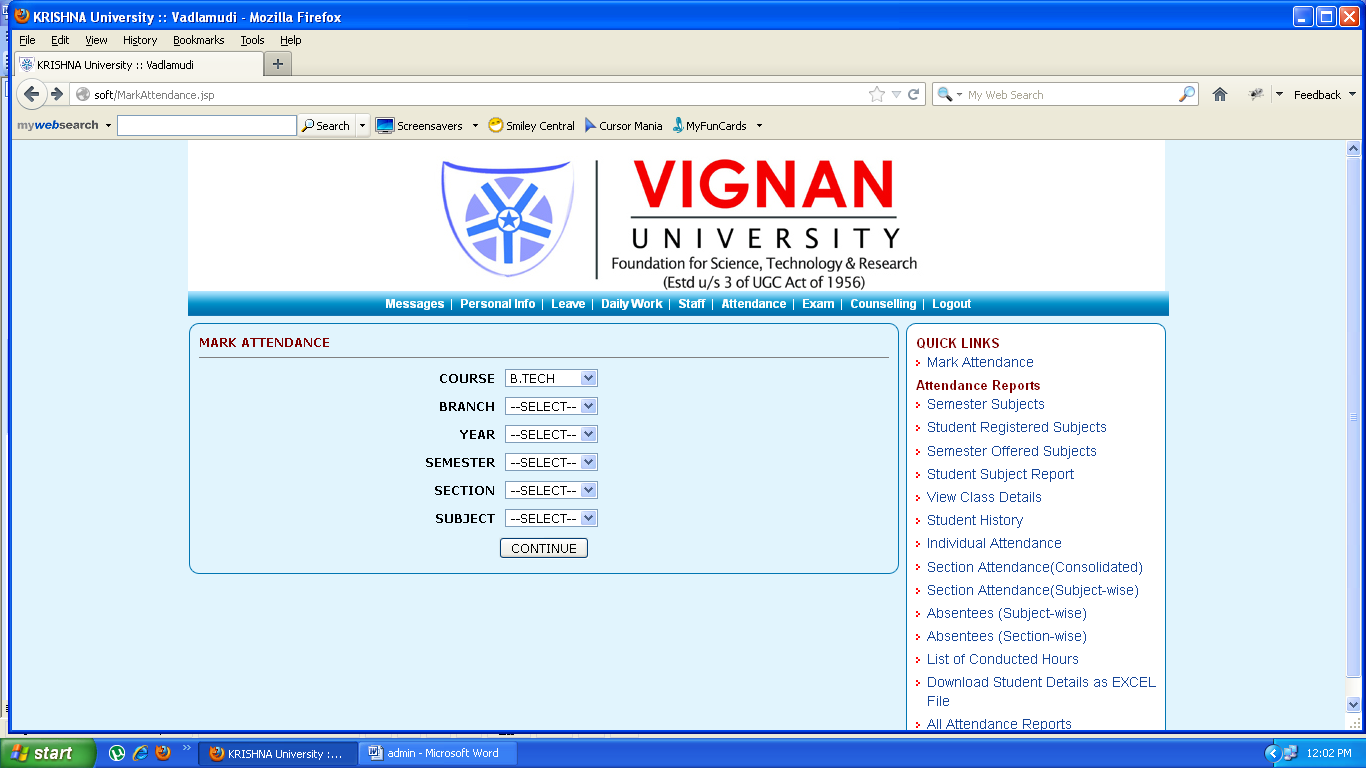 KRISHNA University :: Vadlamudi - Mozilla Firefox
File Edit View History Bookmarks Tools Help
KRISHNA University :: Vadlamudi
soft/MarkAttendance.jsp
My Web Search
Feedback
mywebsearch
Search
Screensavers
Smiley Central
Cursor Mania
MyFunCards
VIGNAN
UNIVERSITY
Foundation for Science, Technology & Research
(Estd u/s 3 of UGC Act of 1956)
Messages | Personal Info | Leave | Daily Work | Staff | Attendance | Exam | Counselling | Logout
MARK ATTENDANCE
COURSE B.TECH
BRANCH --SELECT--
YEAR --SELECT--
SEMESTER --SELECT--
SECTION --SELECT--
SUBJECT --SELECT--
CONTINUE
QUICK LINKS
Mark Attendance
Attendance Reports
Semester Subjects
Student Registered Subjects
Semester Offered Subjects
Student Subject Report
View Class Details
Student History
Individual Attendance
Section Attendance(Consolidated)
Section Attendance(Subject-wise)
Absentees (Subject-wise)
Absentees (Section-wise)
List of Conducted Hours
Download Student Details as EXCEL
File
All Attendance Reports
start
KRISHNA University :...
admin - Microsoft Word
12:02 PM